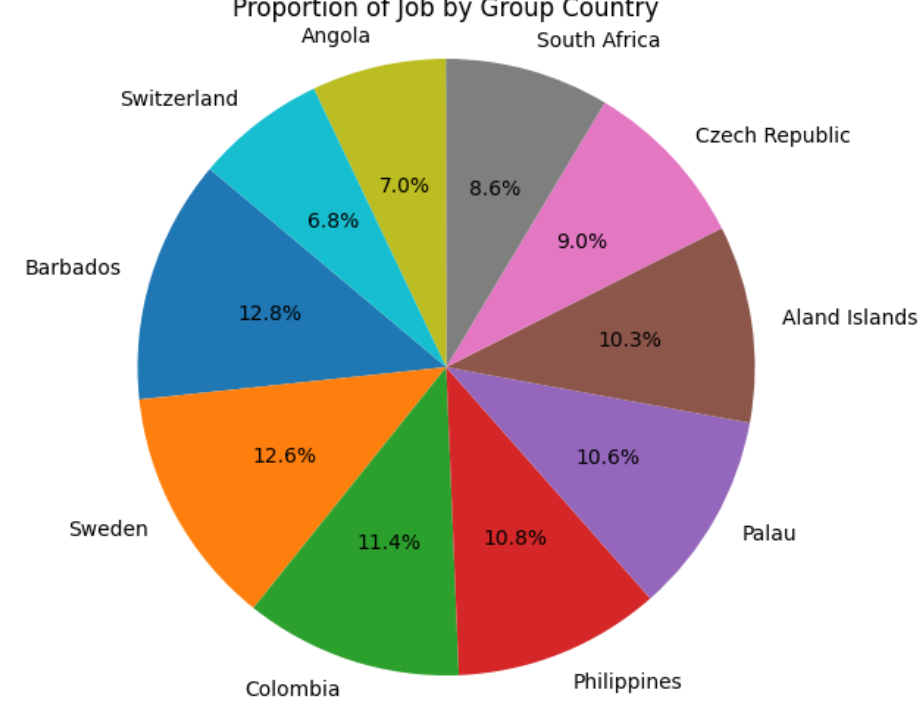 Proportion of Job by Group Country
Angola
South Africa
Switzerland
Czech Republic
7.0%
8.6%
6.8%
9.0%
Barbados
12.8%
Aland Islands
10.3%
12.6%
10.6%
Sweden
11.4%
10.8%
Palau
Colombia
Philippines